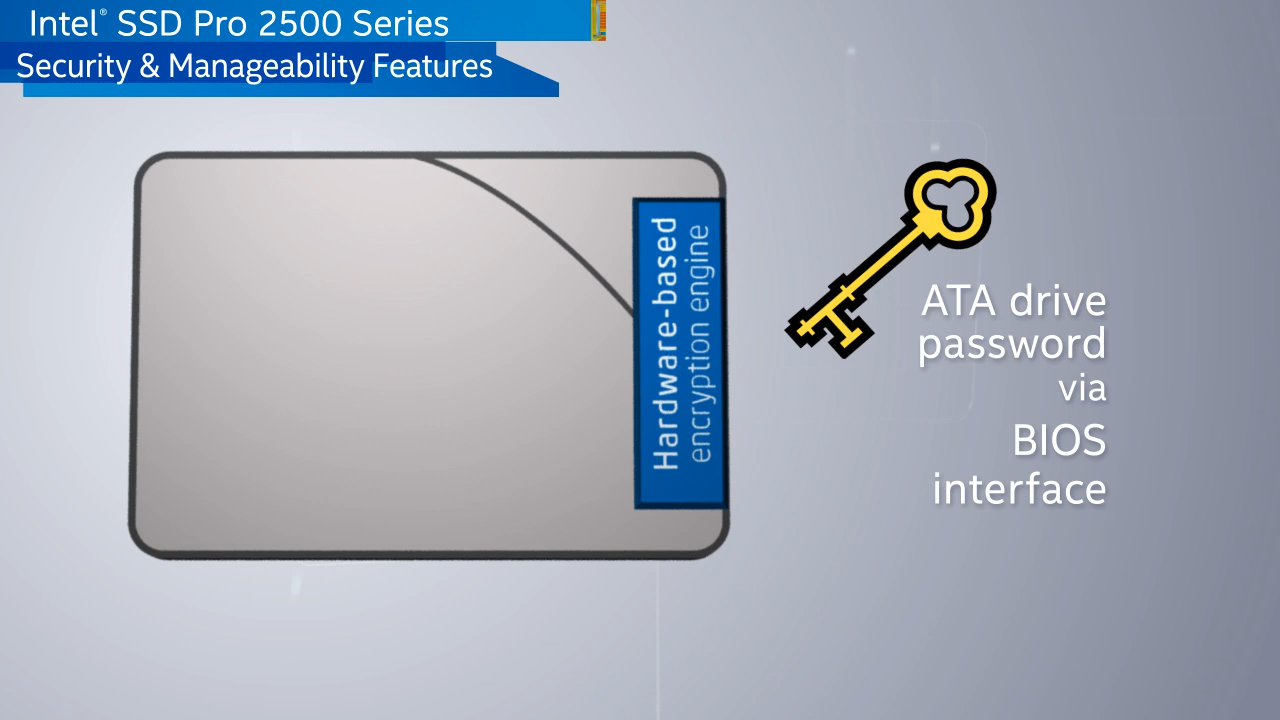 Intel® SSD Pro 2500 Series
Security & Manageability Features
Hardware-based
encryption engine
ATA drive
password
via
BIOS
interface